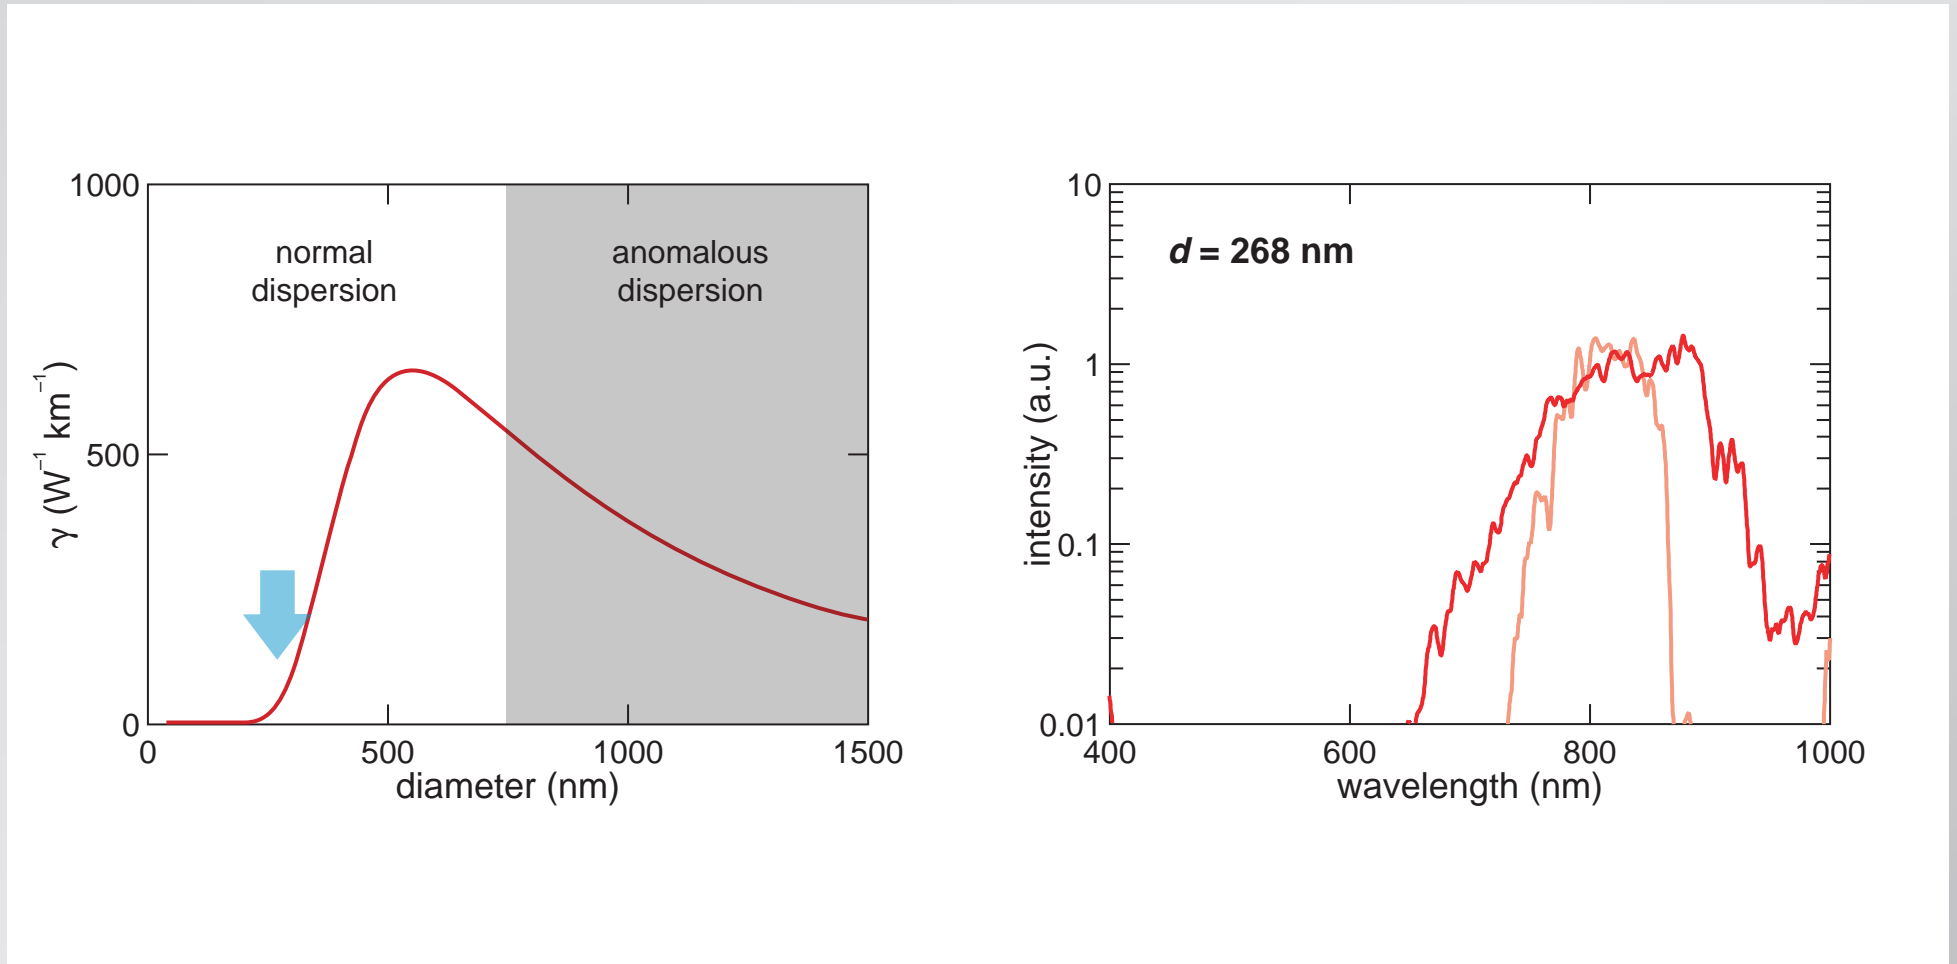 1000
500
0
γ (W⁻¹ km⁻¹)
normal
dispersion
anomalous
dispersion
0
500
1000
1500
diameter (nm)
10
1
0.1
0.01
intensity (a.u.)
d = 268 nm
400
600
800
1000
wavelength (nm)